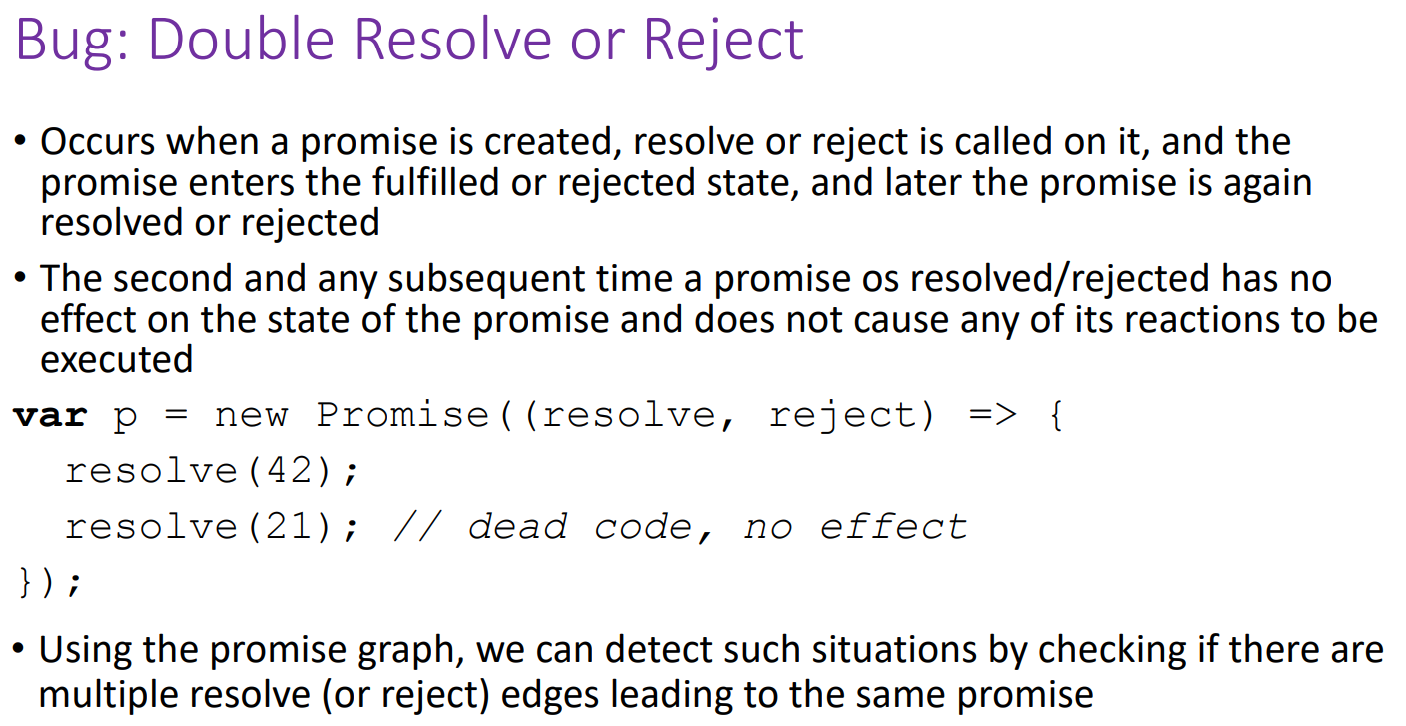 Bug: Double Resolve or Reject
• Occurs when a promise is created, resolve or reject is called on it, and the
promise enters the fulfilled or rejected state, and later the promise is again
resolved or rejected
• The second and any subsequent time a promise os resolved/rejected has no
effect on the state of the promise and does not cause any of its reactions to be
executed
var p = new Promise((resolve, reject) => {
  resolve(42);
  resolve(21); // dead code, no effect
});
• Using the promise graph, we can detect such situations by checking if there are
multiple resolve (or reject) edges leading to the same promise